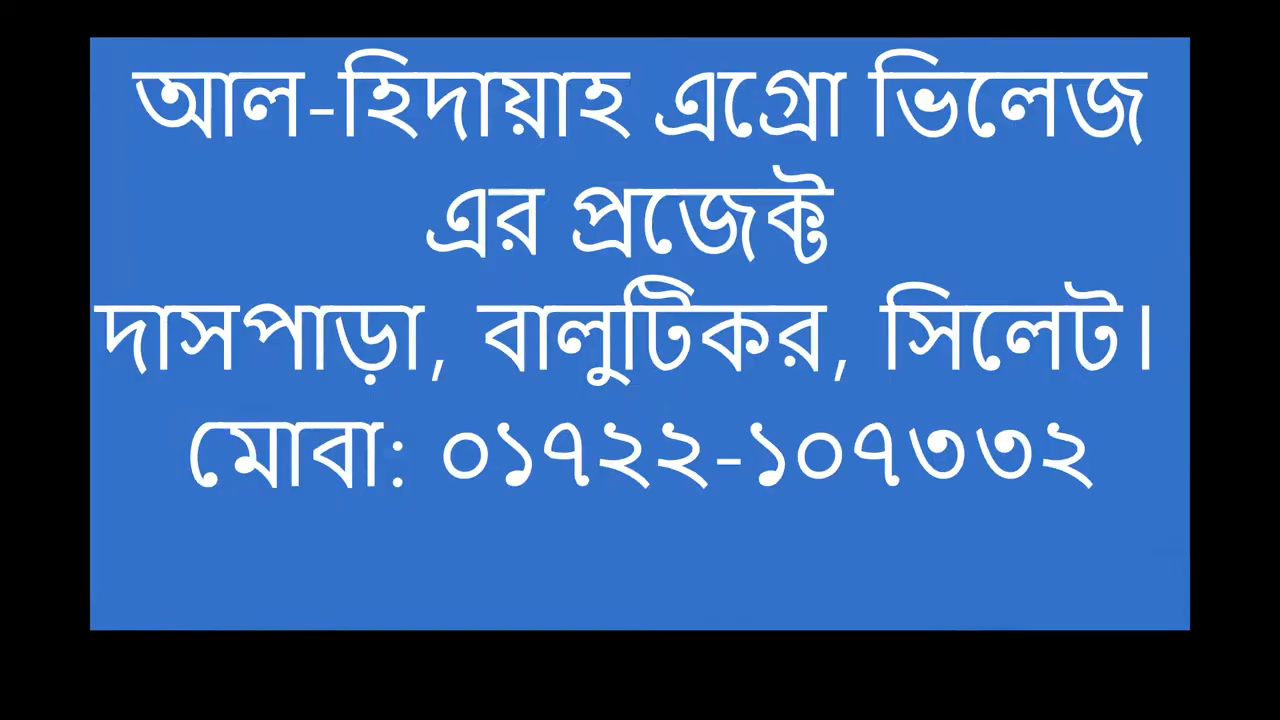 আল-হিদায়াহ এগ্রো ভিলেজ
এর প্রজেক্ট
দাসপাড়া, বালুটিকর, সিলেট।
মোবা: ০১৭২২-১০৭৩৩২